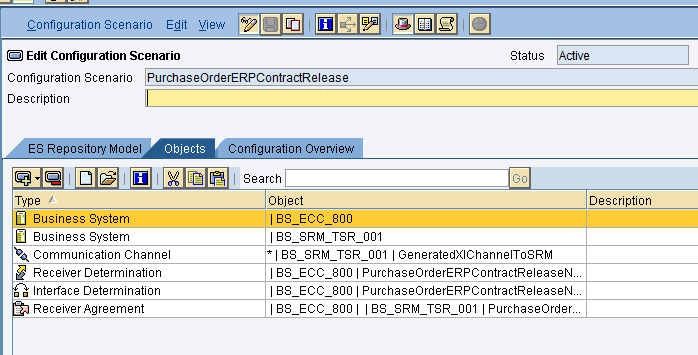 Configuration Scenario Edit View
Edit Configuration Scenario Status Active
Configuration Scenario PurchaseOrderERPContractRelease
Description
ES Repository Model Objects Configuration Overview
Search Go
Type Object Description
Business System | BS_ECC_800
Business System | BS_SRM_TSR_001
Communication Channel * | BS_SRM_TSR_001 | GeneratedXIChannelToSRM
Receiver Determination | BS_ECC_800 | PurchaseOrderERPContractReleaseN...
Interface Determination | BS_ECC_800 | PurchaseOrderERPContractReleaseN...
Receiver Agreement | BS_ECC_800 | | BS_SRM_TSR_001 | PurchaseOrder...